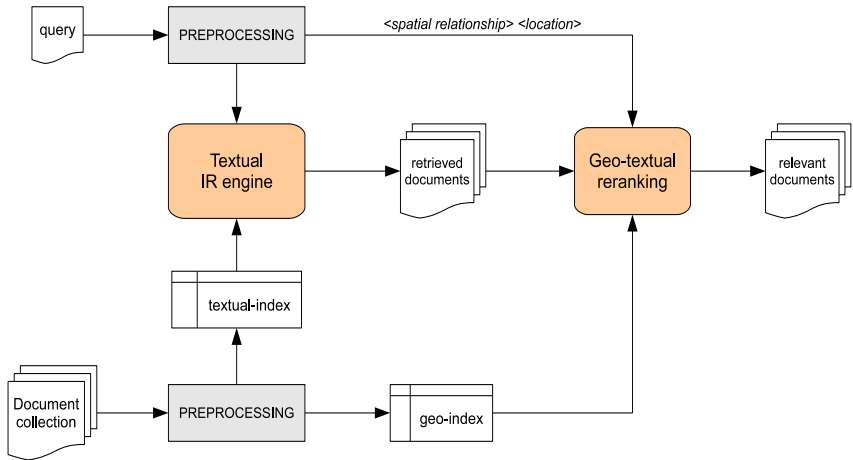 query
PREPROCESSING
<spatial relationship> <location>
Textual
IR engine
retrieved
documents
Geo-textual
reranking
relevant
documents
textual-index
Document
collection
PREPROCESSING
geo-index